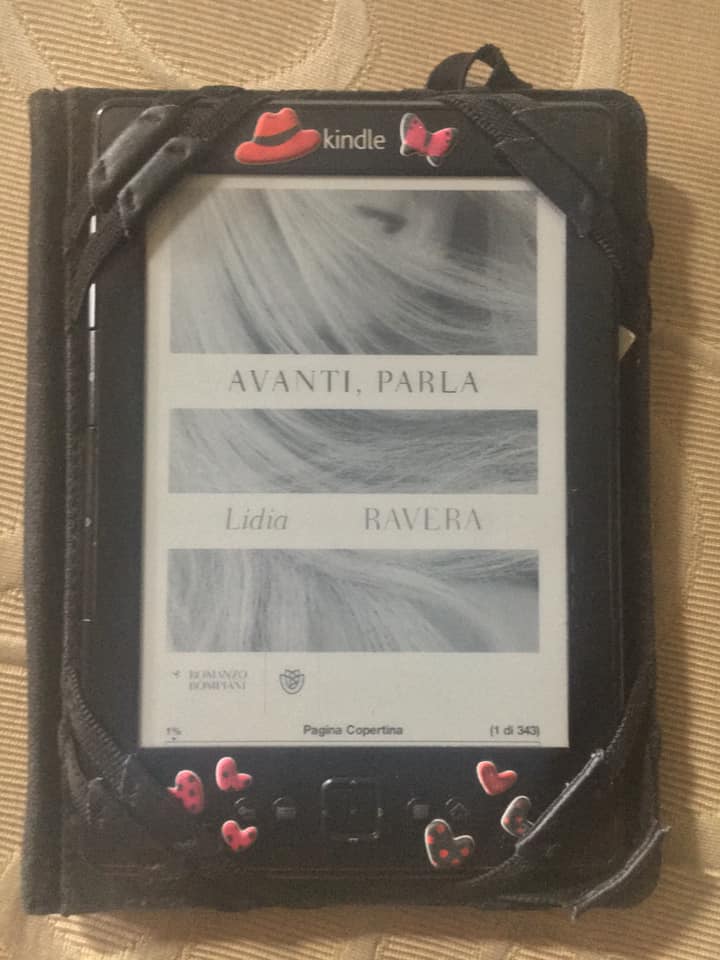 kindle
AVANTI, PARLA
Lidia RAVERA
ROMANZO
BOMPIANI
1%
Pagina Copertina
(1 di 343)